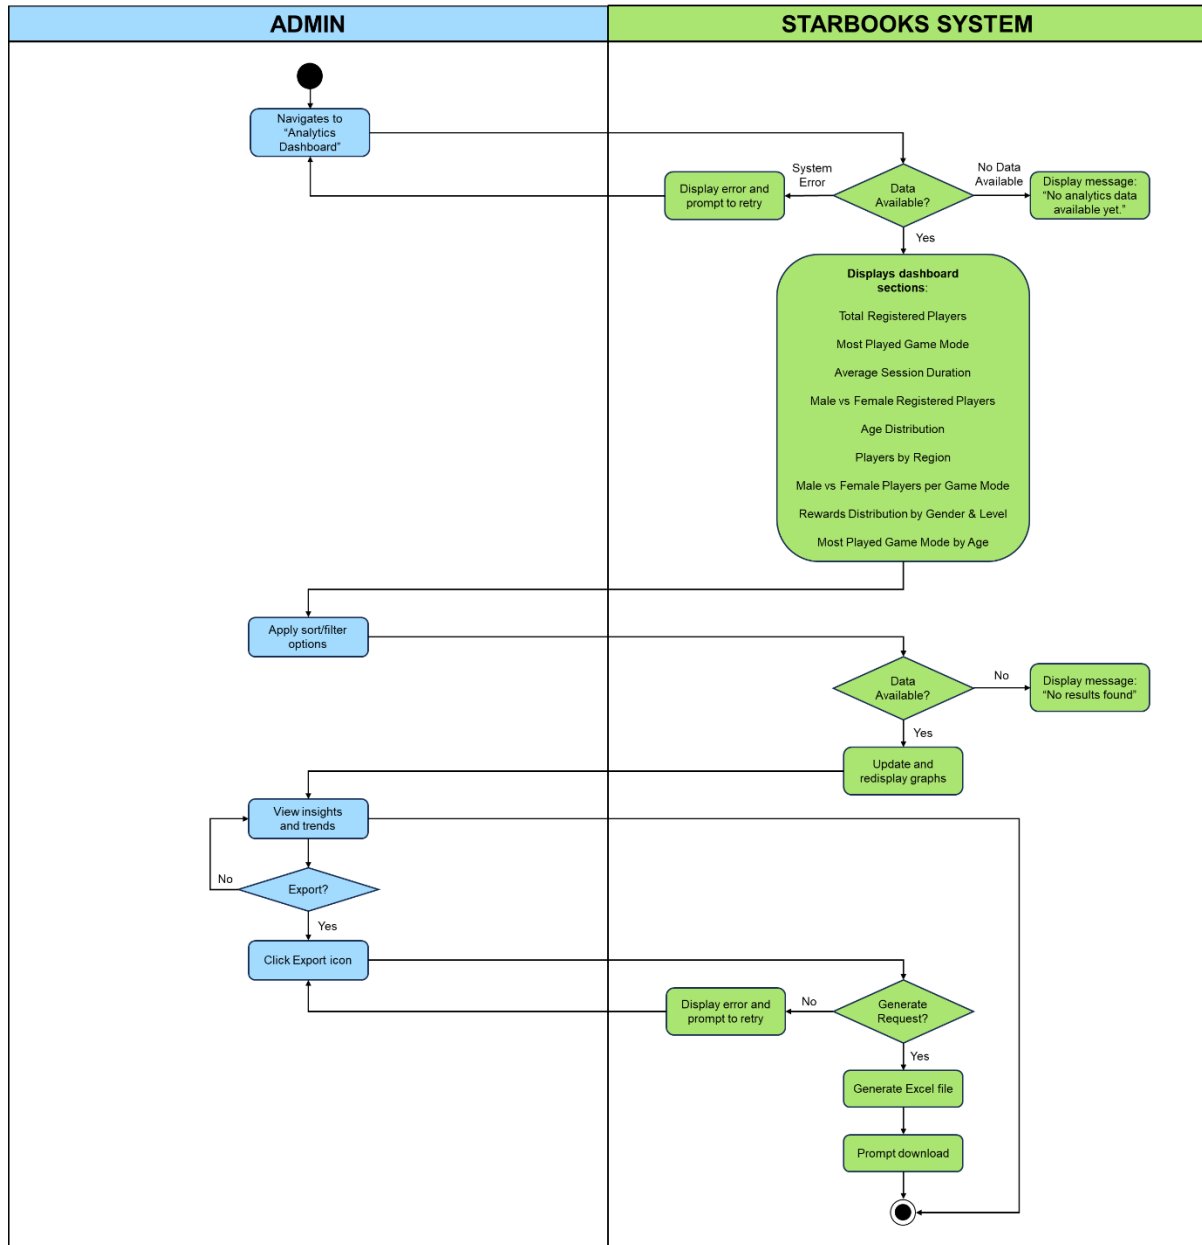 ADMIN
STARBOOKS SYSTEM
Navigates to
“Analytics
Dashboard”
System
Error
No Data
Available
Display error and
prompt to retry
Data
Available?
Display message:
“No analytics data
available yet.”
Yes
Displays dashboard
sections:
Total Registered Players
Most Played Game Mode
Average Session Duration
Male vs Female Registered Players
Age Distribution
Players by Region
Male vs Female Players per Game Mode
Rewards Distribution by Gender & Level
Most Played Game Mode by Age
Apply sort/filter
options
Data
Available?
No
Display message:
“No results found”
Yes
Update and
redisplay graphs
View insights
and trends
No
Export?
Yes
Click Export icon
Display error and
prompt to retry
No
Generate
Request?
Yes
Generate Excel file
Prompt download